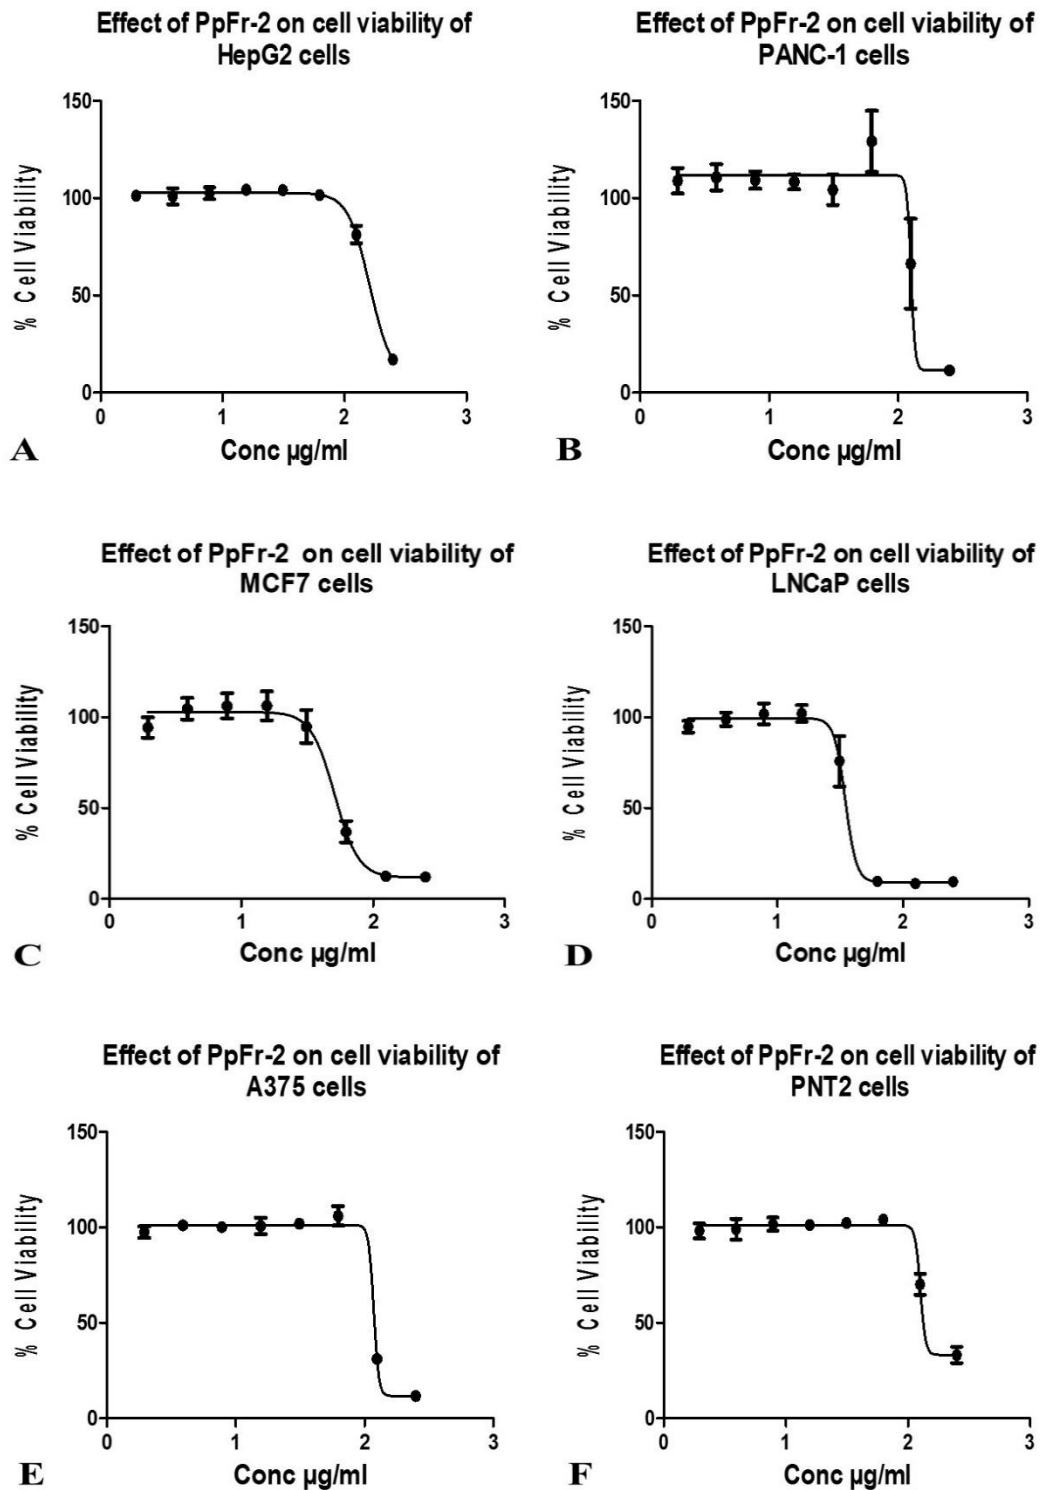 Effect of PpFr-2 on cell viability of
HepG2 cells
150
100
50
0
% Cell Viability
0 1 2 3
Conc µg/ml
A
Effect of PpFr-2 on cell viability of
PANC-1 cells
150
100
50
0
% Cell Viability
0 1 2 3
Conc µg/ml
B
Effect of PpFr-2 on cell viability of
MCF7 cells
150
100
50
0
% Cell Viability
0 1 2 3
Conc µg/ml
C
Effect of PpFr-2 on cell viability of
LNCaP cells
150
100
50
0
% Cell Viability
0 1 2 3
Conc µg/ml
D
Effect of PpFr-2 on cell viability of
A375 cells
150
100
50
0
% Cell Viability
0 1 2 3
Conc µg/ml
E
Effect of PpFr-2 on cell viability of
PNT2 cells
150
100
50
0
% Cell Viability
0 1 2 3
Conc µg/ml
F